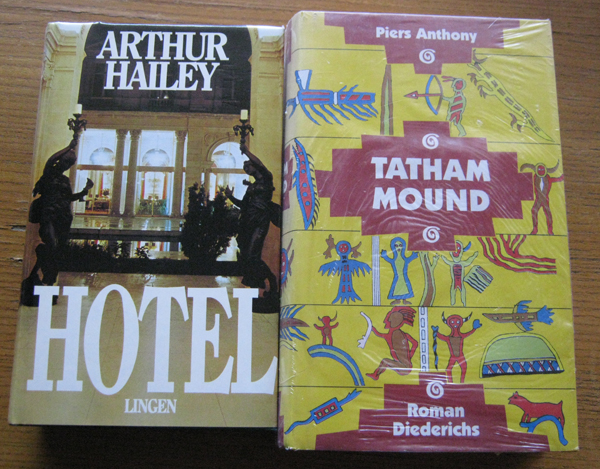 ARTHUR
HAILEY
HOTEL
LINGEN
Piers Anthony
TATHAM
MOUND
Roman
Diederichs